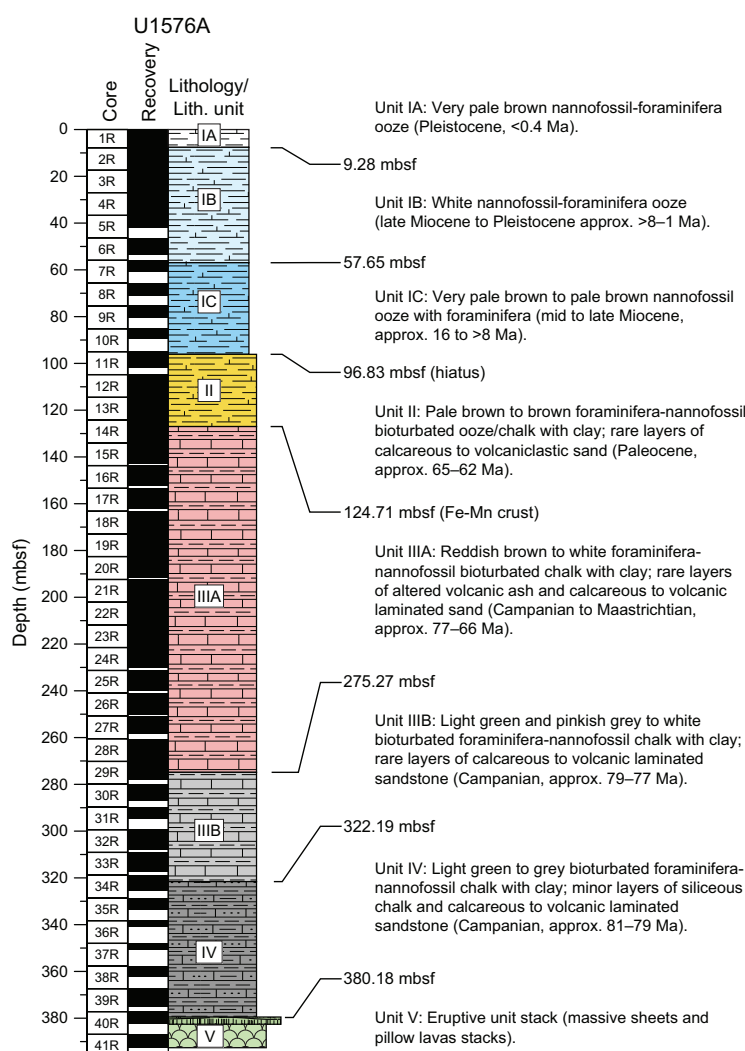 U1576A
Core
Recovery
Lithology/
Lith. unit
Depth (mbsf)
0
20
40
60
80
100
120
140
160
180
200
220
240
260
280
300
320
340
360
380
1R
2R
3R
4R
5R
6R
7R
8R
9R
10R
11R
12R
13R
14R
15R
16R
17R
18R
19R
20R
21R
22R
23R
24R
25R
26R
27R
28R
29R
30R
31R
32R
33R
34R
35R
36R
37R
38R
39R
40R
41R
IA
IB
IC
II
IIIA
IIIB
IV
V
Unit IA: Very pale brown nannofossil-foraminifera
ooze (Pleistocene, <0.4 Ma).
9.28 mbsf
Unit IB: White nannofossil-foraminifera ooze
(late Miocene to Pleistocene approx. >8–1 Ma).
57.65 mbsf
Unit IC: Very pale brown to pale brown nannofossil
ooze with foraminifera (mid to late Miocene,
approx. 16 to >8 Ma).
96.83 mbsf (hiatus)
Unit II: Pale brown to brown foraminifera-nannofossil
bioturbated ooze/chalk with clay; rare layers of
calcareous to volcaniclastic sand (Paleocene,
approx. 65–62 Ma).
124.71 mbsf (Fe-Mn crust)
Unit IIIA: Reddish brown to white foraminifera-
nannofossil bioturbated chalk with clay; rare layers
of altered volcanic ash and calcareous to volcanic
laminated sand (Campanian to Maastrichtian,
approx. 77–66 Ma).
275.27 mbsf
Unit IIIB: Light green and pinkish grey to white
bioturbated foraminifera-nannofossil chalk with clay;
rare layers of calcareous to volcanic laminated
sandstone (Campanian, approx. 79–77 Ma).
322.19 mbsf
Unit IV: Light green to grey bioturbated foraminifera-
nannofossil chalk with clay; minor layers of siliceous
chalk and calcareous to volcanic laminated
sandstone (Campanian, approx. 81–79 Ma).
380.18 mbsf
Unit V: Eruptive unit stack (massive sheets and
pillow lavas stacks).